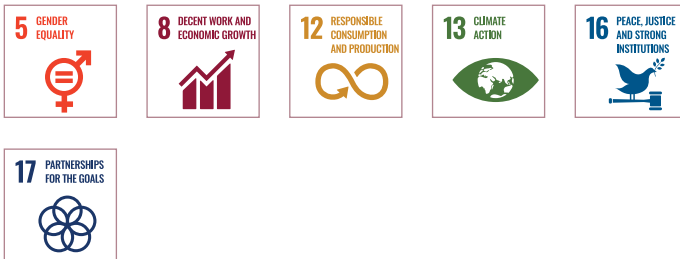 5 GENDER
EQUALITY
8 DECENT WORK AND
ECONOMIC GROWTH
12 RESPONSIBLE
CONSUMPTION
AND PRODUCTION
13 CLIMATE
ACTION
16 PEACE, JUSTICE
AND STRONG
INSTITUTIONS
17 PARTNERSHIPS
FOR THE GOALS